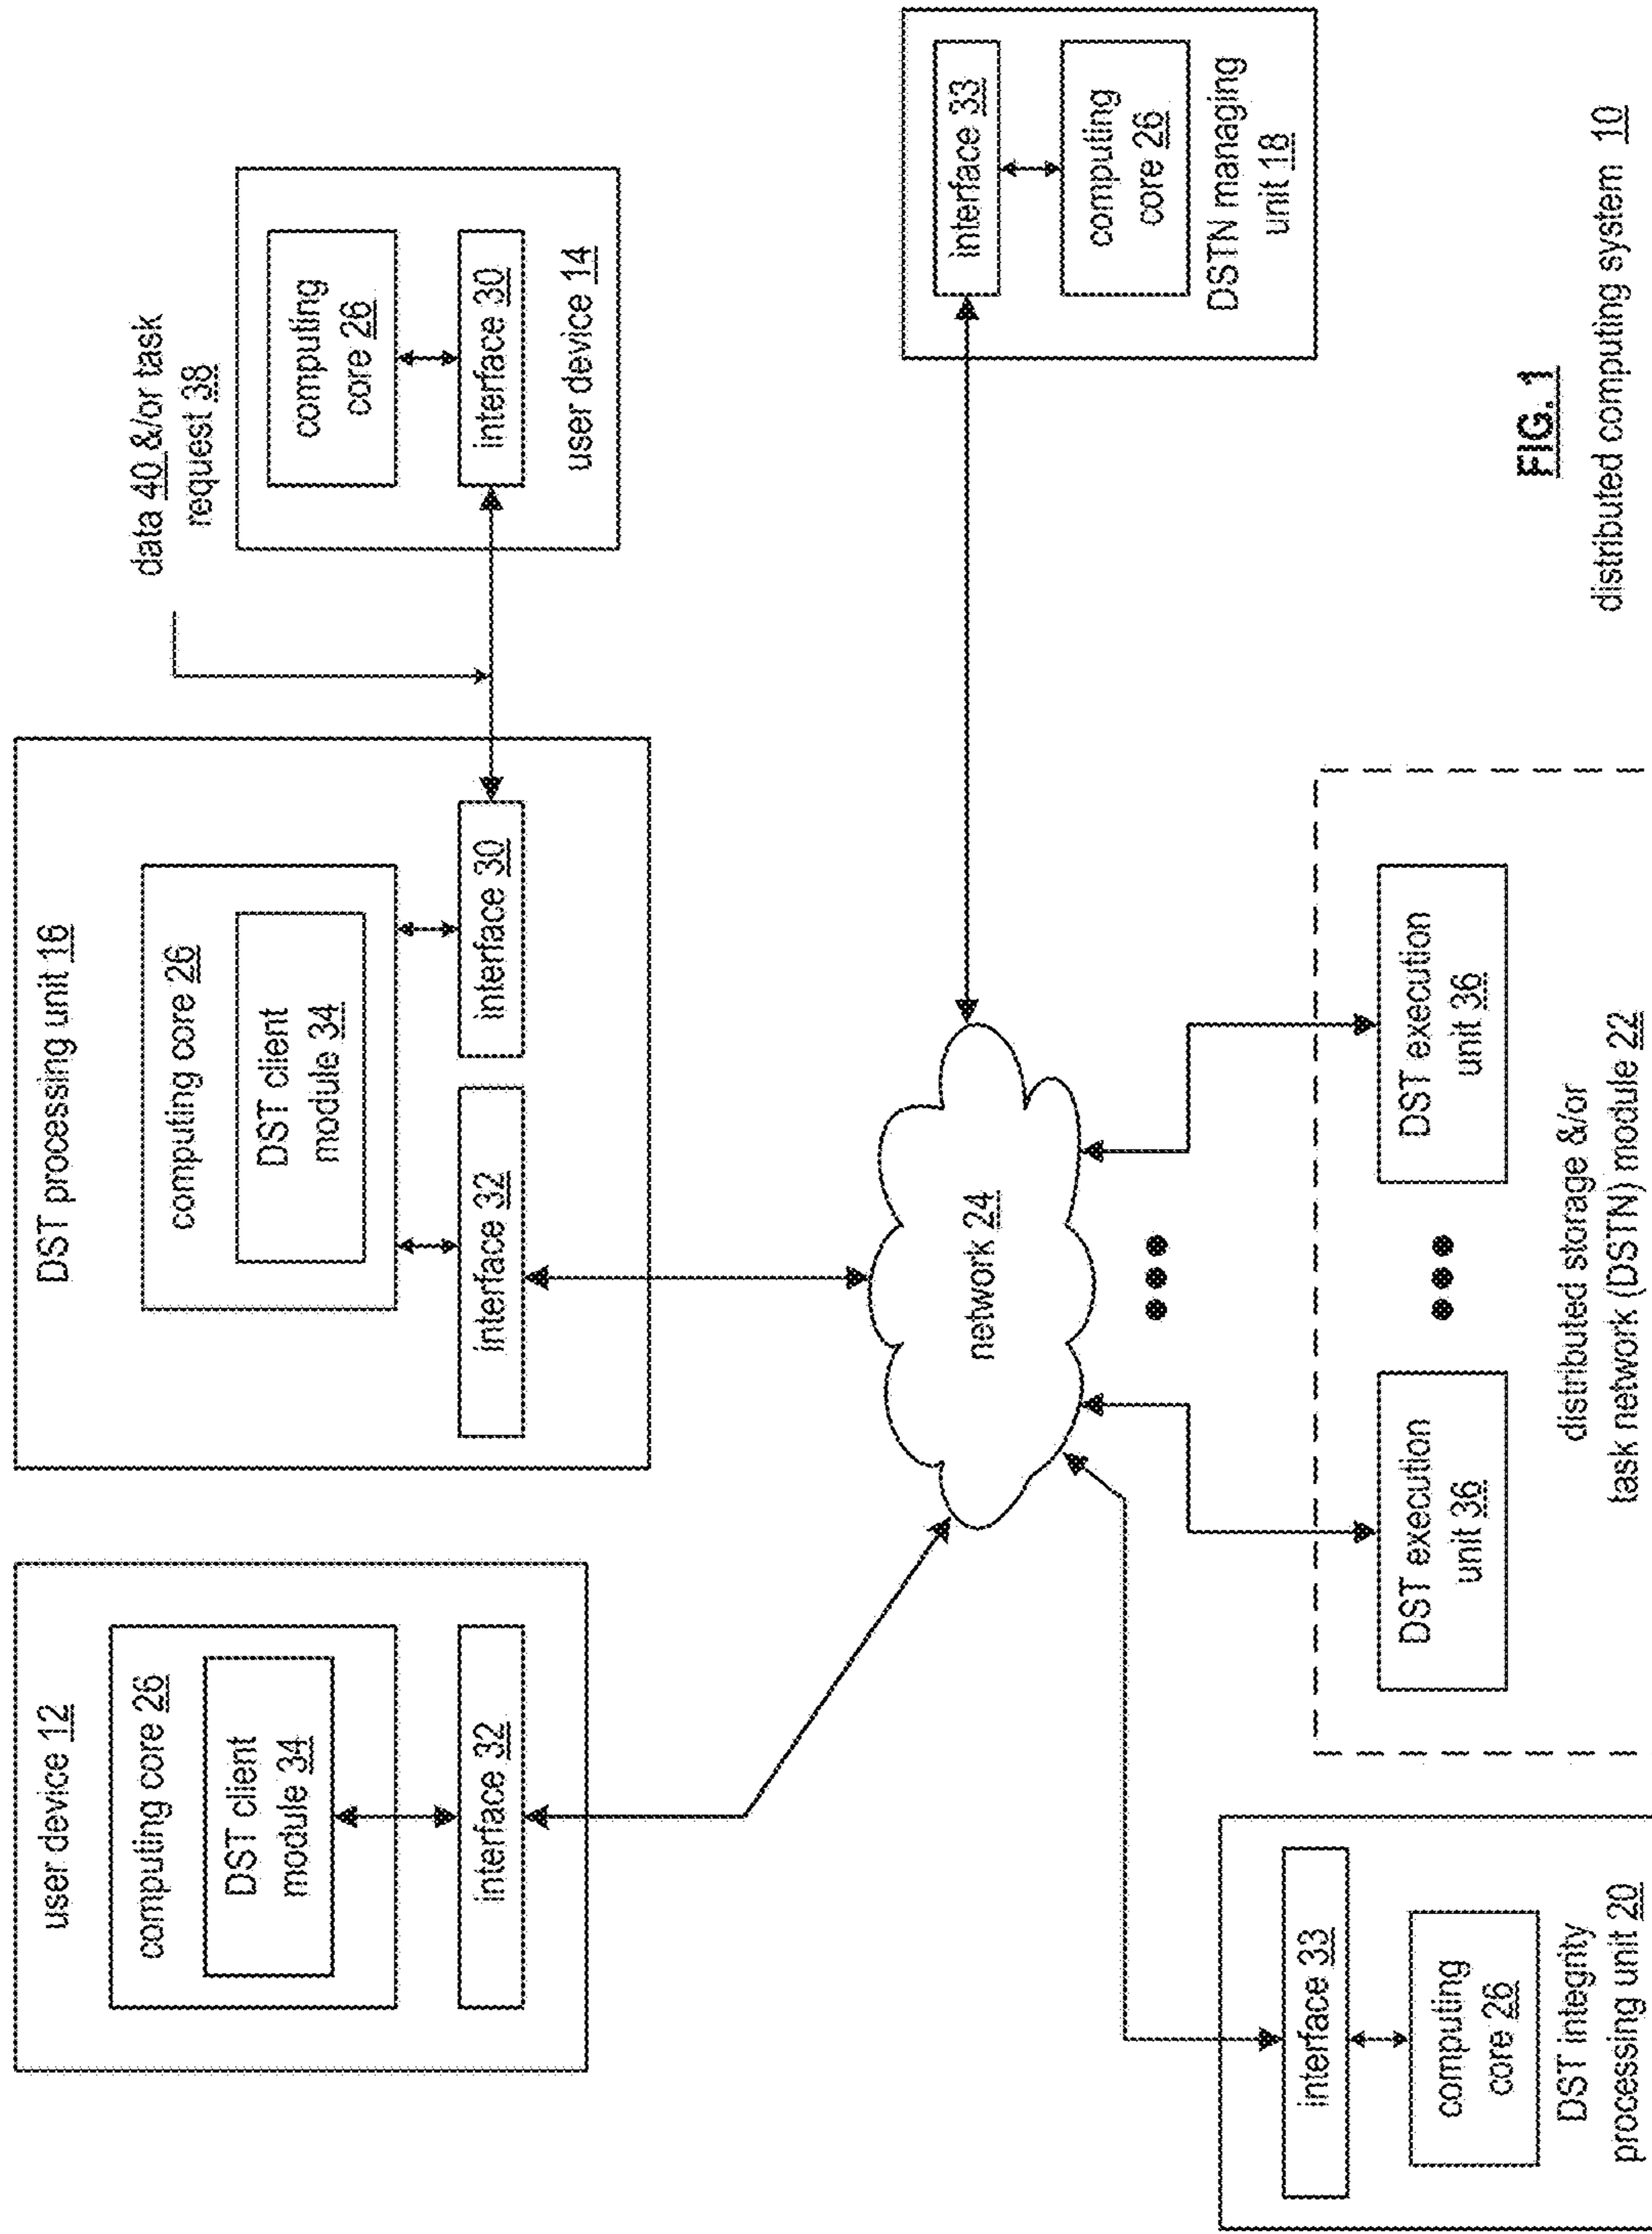 user device 12
computing core 26
DST client
module 34
interface 32
DST processing unit 16
computing core 26
DST client
module 34
interface 32
interface 30
data 40 &/or task
request 38
computing
core 26
interface 30
user device 14
network 24
interface 33
computing
core 26
DSTN managing
unit 18
interface 33
computing
core 26
DST integrity
processing unit 20
DST execution
unit 36
DST execution
unit 36
distributed storage &/or
task network (DSTN) module 22
FIG. 1
distributed computing system 10